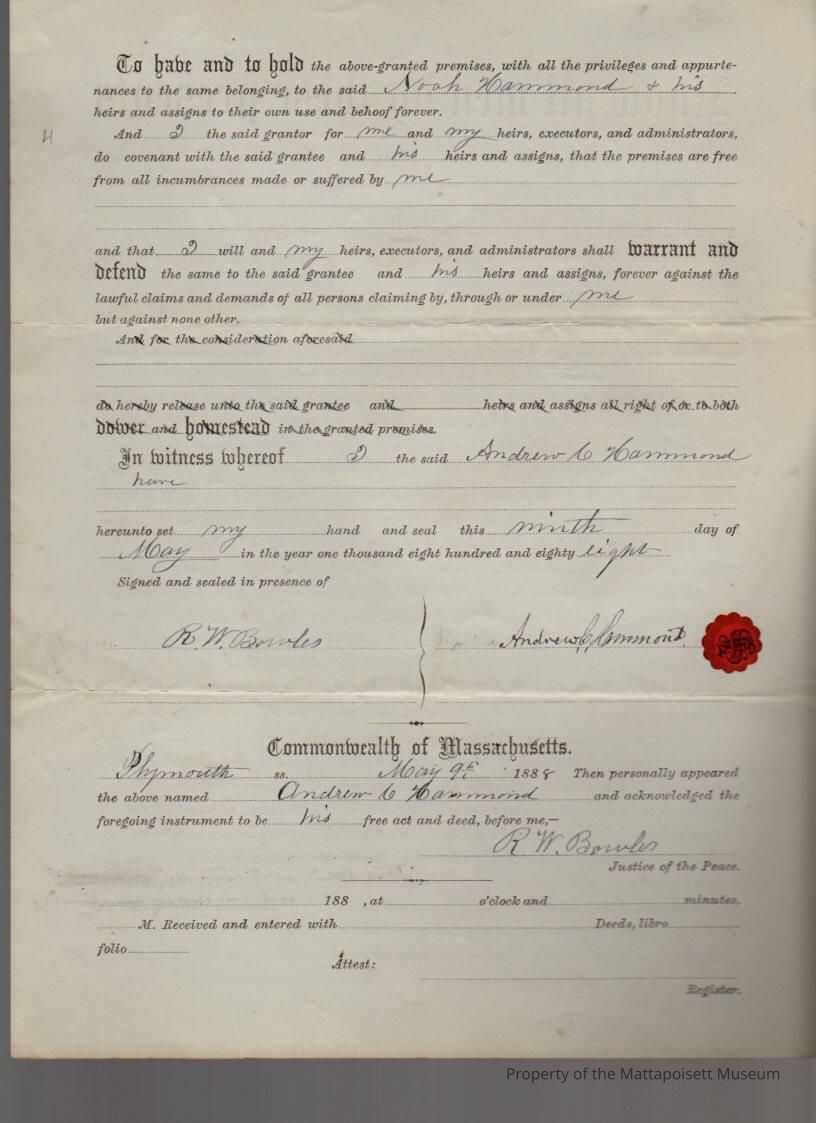 To have and to hold the above-granted premises, with all the privileges and appurte-
nances to the same belonging, to the said Noah Hammond & his
heirs and assigns to their own use and behoof forever.
And I the said grantor for me and my heirs, executors, and administrators,
do covenant with the said grantee and his heirs and assigns, that the premises are free
from all incumbrances made or suffered by me
and that I will and my heirs, executors, and administrators shall warrant and
defend the same to the said grantee and his heirs and assigns, forever against the
lawful claims and demands of all persons claiming by, through or under me
but against none other.
And for the consideration aforesaid
do hereby release unto the said grantee and heirs and assigns all right of or to both
dower and homestead in the granted premises.
In witness whereof I the said Andrew C Hammond
have
hereunto set my hand and seal this ninth day of
May in the year one thousand eight hundred and eighty eight
Signed and sealed in presence of
R. W. Bowles Andrew C. Hammond
Commonwealth of Massachusetts.
Plymouth ss. May 9th 1888 Then personally appeared
the above named Andrew C Hammond and acknowledged the
foregoing instrument to be his free act and deed, before me,—
R. W. Bowles
Justice of the Peace.
188 , at o'clock and minutes,
M. Received and entered with Deeds, libro
folio
Attest:
Register.
Property of the Mattapoisett Museum